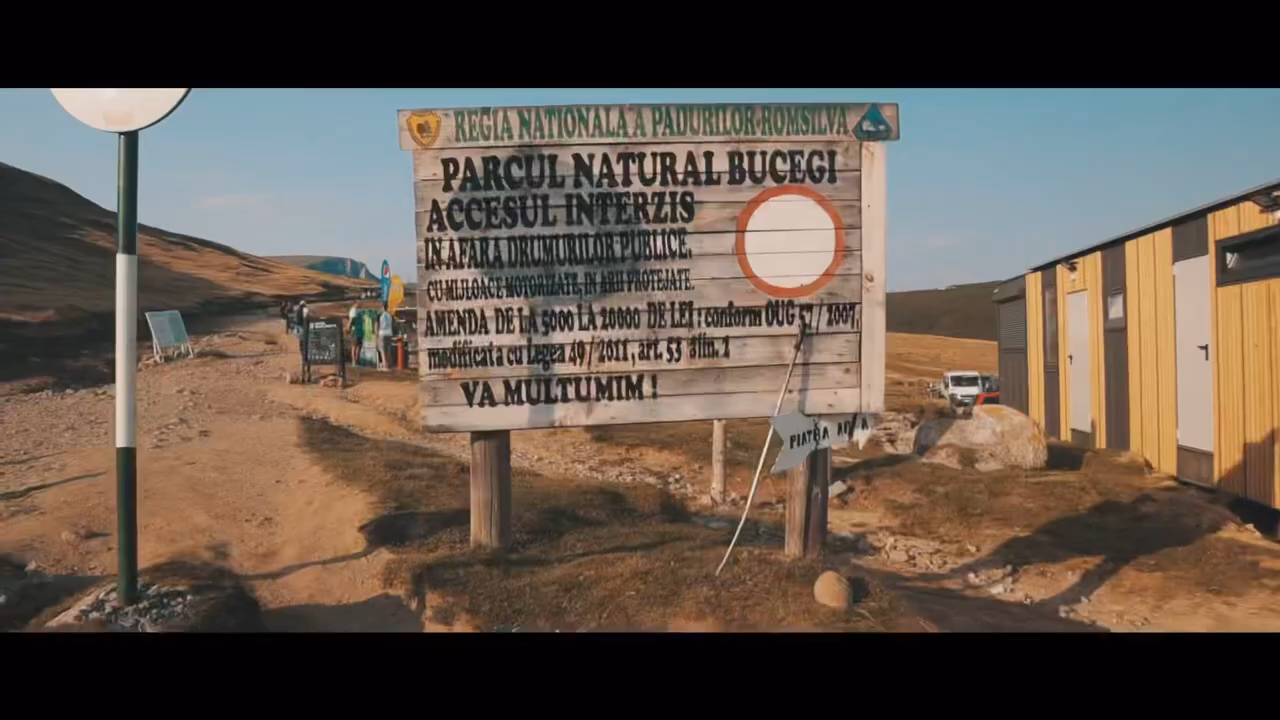 REGIA NATIONALA A PADURILOR-ROMSILVA
PARCUL NATURAL BUCEGI
ACCESUL INTERZIS
IN AFARA DRUMURILOR PUBLICE.
CU MIJLOACE MOTORIZATE, IN ARII PROTEJATE.
AMENDA DE LA 5000 LA 20000 DE LEI ; conform OUG 57 / 2007,
modificata cu Legea 49 / 2011, art. 53 alin. 1
VA MULTUMIM !
PIATRA